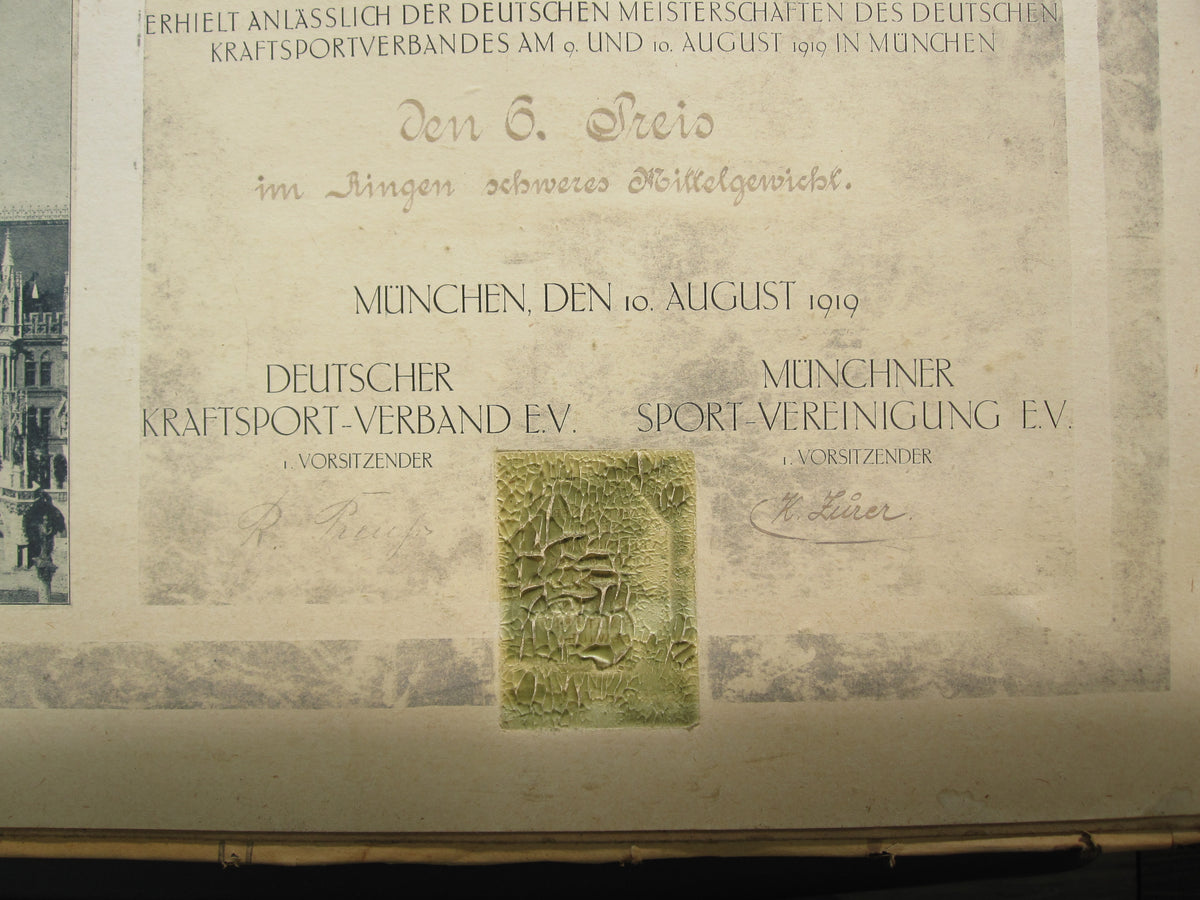 ERHIELT ANLÄSSLICH DER DEUTSCHEN MEISTERSCHAFTEN DES DEUTSCHEN
KRAFTSPORTVERBANDES AM 9. UND 10. AUGUST 1919 IN MÜNCHEN
Den 6. Preis
im Ringen schweres Mittelgewicht.
MÜNCHEN, DEN 10. AUGUST 1919
DEUTSCHER
KRAFTSPORT-VERBAND E.V.
1. VORSITZENDER
MÜNCHNER
SPORT-VEREINIGUNG E.V.
1. VORSITZENDER
R.
K. Zürer.